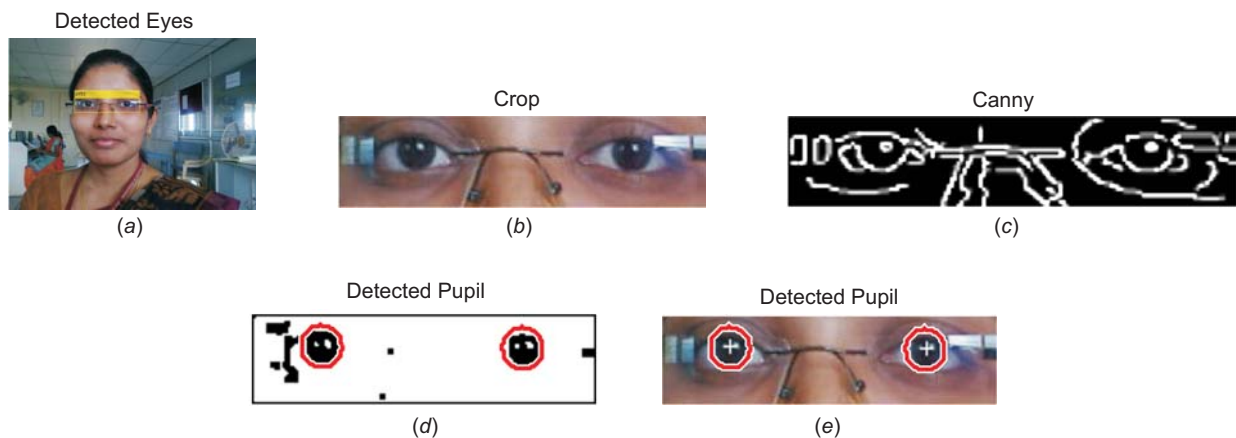 Detected Eyes
(a)
Crop
(b)
Canny
(c)
Detected Pupil
(d)
Detected Pupil
(e)